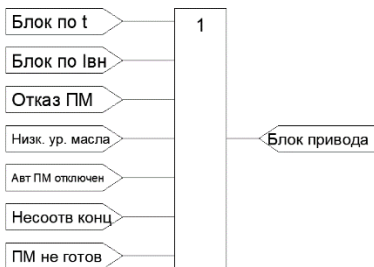 Блок по t
1
Блок по Iвн
Отказ ПМ
Низк. ур. масла
Блок привода
Авт ПМ отключен
Несоотв конц
ПМ не готов